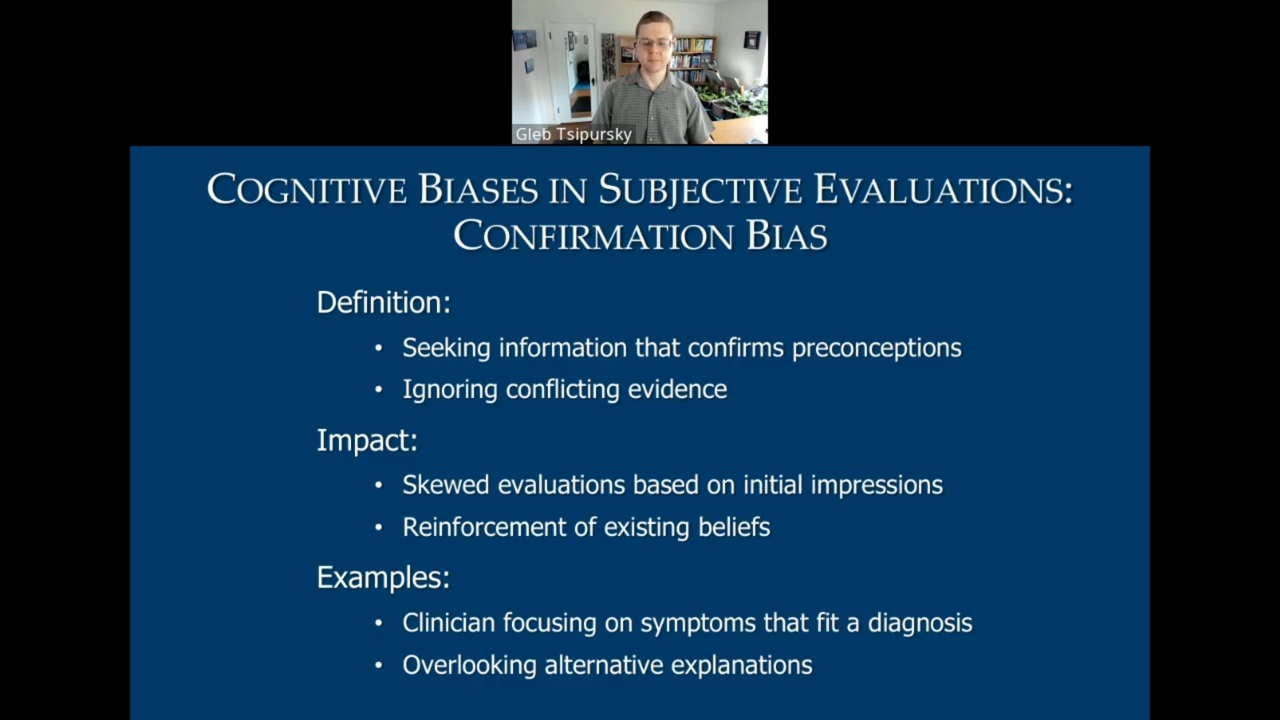 Gleb Tsipursky
COGNITIVE BIASES IN SUBJECTIVE EVALUATIONS:
CONFIRMATION BIAS
Definition:
• Seeking information that confirms preconceptions
• Ignoring conflicting evidence
Impact:
• Skewed evaluations based on initial impressions
• Reinforcement of existing beliefs
Examples:
• Clinician focusing on symptoms that fit a diagnosis
• Overlooking alternative explanations